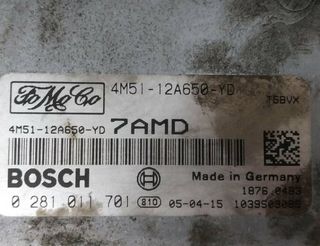 FoMoCo
4M51-12A650-YD
T5BVX
4M51-12A650-YD 7AMD
Made in Germany
BOSCH
1876.0483
0 281 011 701 810 05-04-15 1039S09085